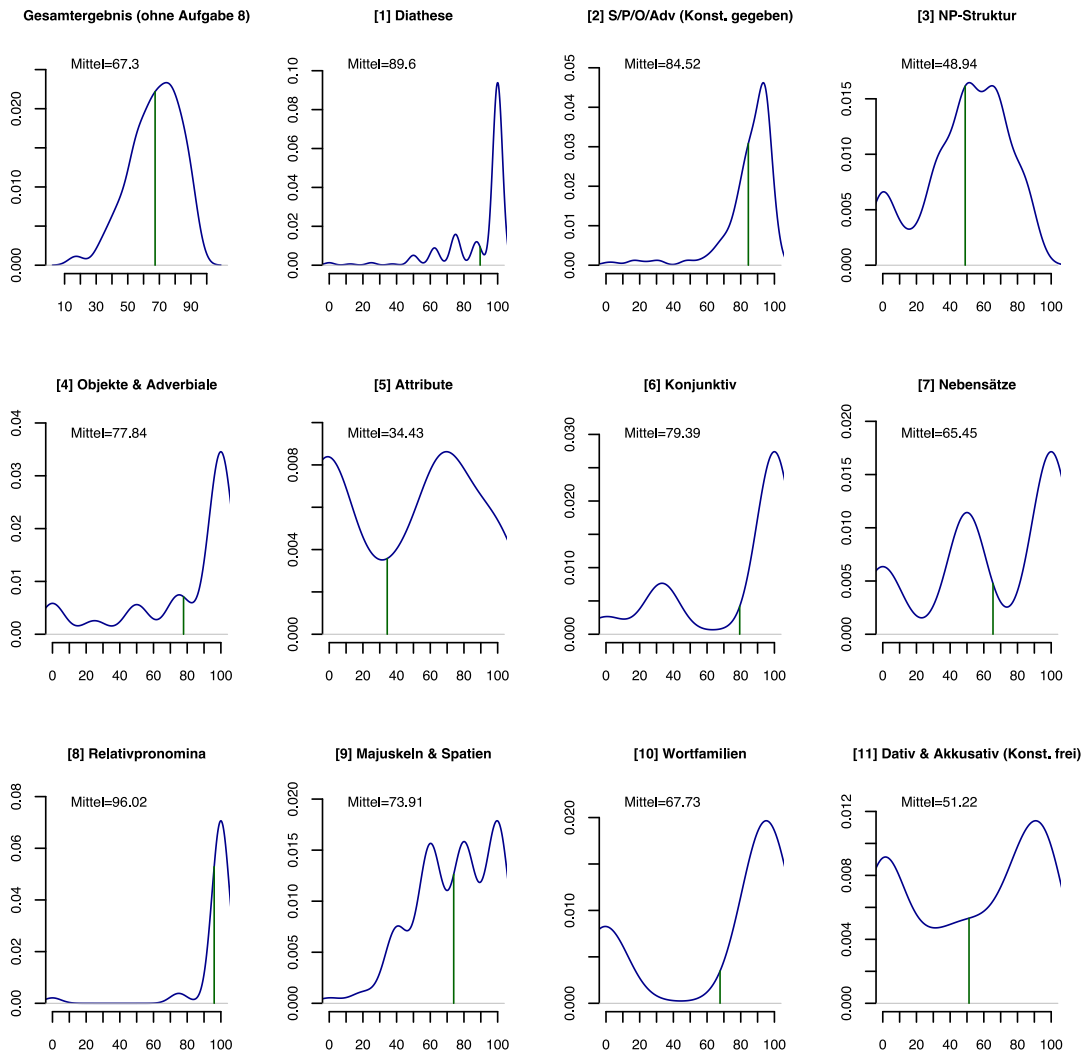 Gesamtergebnis (ohne Aufgabe 8)
Mittel=67.3
0.000 0.010 0.020
10 30 50 70 90
[1] Diathese
Mittel=89.6
0.00 0.02 0.04 0.06 0.08 0.10
0 20 40 60 80 100
[2] S/P/O/Adv (Konst. gegeben)
Mittel=84.52
0.00 0.01 0.02 0.03 0.04 0.05
0 20 40 60 80 100
[3] NP-Struktur
Mittel=48.94
0.000 0.005 0.010 0.015
0 20 40 60 80 100
[4] Objekte & Adverbiale
Mittel=77.84
0.00 0.01 0.02 0.03 0.04
0 20 40 60 80 100
[5] Attribute
Mittel=34.43
0.000 0.004 0.008
0 20 40 60 80 100
[6] Konjunktiv
Mittel=79.39
0.000 0.010 0.020 0.030
0 20 40 60 80 100
[7] Nebensätze
Mittel=65.45
0.000 0.005 0.010 0.015 0.020
0 20 40 60 80 100
[8] Relativpronomina
Mittel=96.02
0.00 0.02 0.04 0.06 0.08
0 20 40 60 80 100
[9] Majuskeln & Spatien
Mittel=73.91
0.000 0.005 0.010 0.015 0.020
0 20 40 60 80 100
[10] Wortfamilien
Mittel=67.73
0.000 0.010 0.020
0 20 40 60 80 100
[11] Dativ & Akkusativ (Konst. frei)
Mittel=51.22
0.000 0.004 0.008 0.012
0 20 40 60 80 100